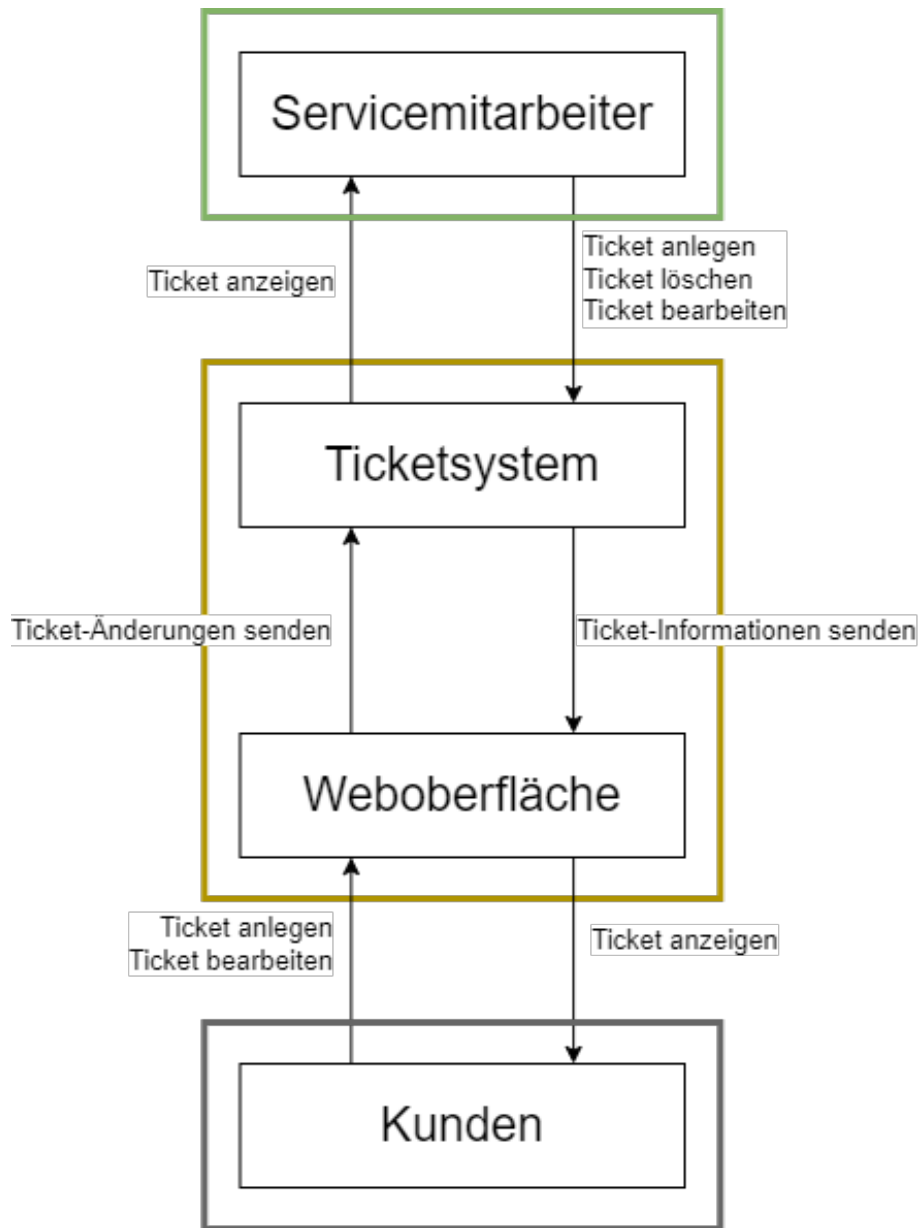 Servicemitarbeiter
Ticket anzeigen
Ticket anlegen
Ticket löschen
Ticket bearbeiten
Ticketsystem
Ticket-Änderungen senden
Ticket-Informationen senden
Weboberfläche
Ticket anlegen
Ticket bearbeiten
Ticket anzeigen
Kunden